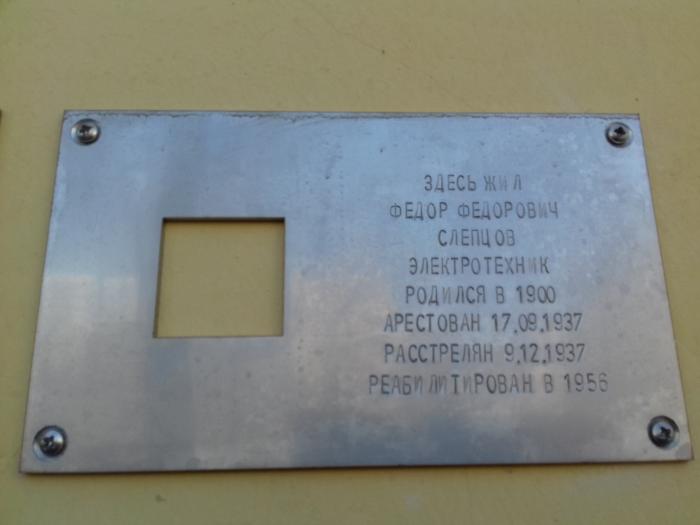 ЗДЕСЬ ЖИЛ
ФЕДОР ФЕДОРОВИЧ
СЛЕПЦОВ
ЭЛЕКТРОТЕХНИК
РОДИЛСЯ В 1900
АРЕСТОВАН 17.09.1937
РАССТРЕЛЯН 9.12.1937
РЕАБИЛИТИРОВАН В 1956